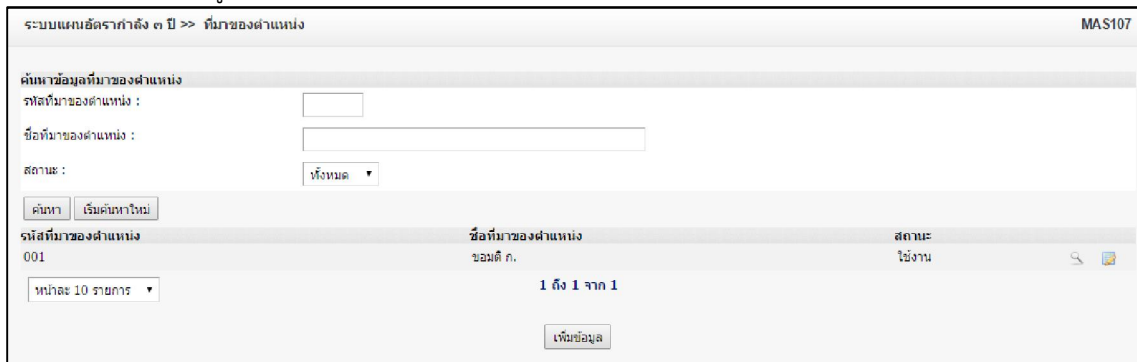 ระบบแผนอัตรากำลัง ๓ ปี >> ที่มาของตำแหน่ง MAS107
ค้นหาข้อมูลที่มาของตำแหน่ง
รหัสที่มาของตำแหน่ง :
ชื่อที่มาของตำแหน่ง :
สถานะ : ทั้งหมด
ค้นหา เริ่มค้นหาใหม่
รหัสที่มาของตำแหน่ง ชื่อที่มาของตำแหน่ง สถานะ
001 ขอมติ ก. ใช้งาน
หน้าละ 10 รายการ 1 ถึง 1 จาก 1
เพิ่มข้อมูล